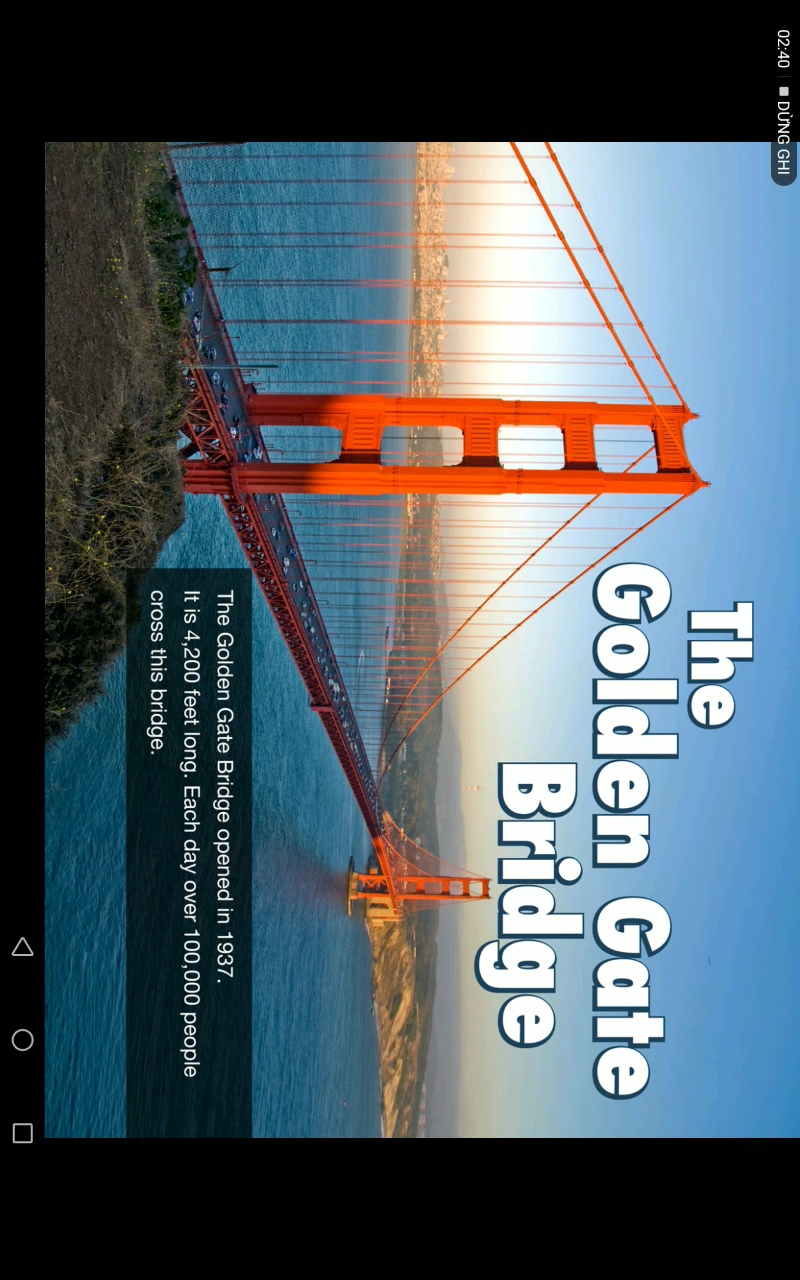 02:40
DỪNG GHI
The
Golden Gate
Bridge
The Golden Gate Bridge opened in 1937.
It is 4,200 feet long. Each day over 100,000 people
cross this bridge.